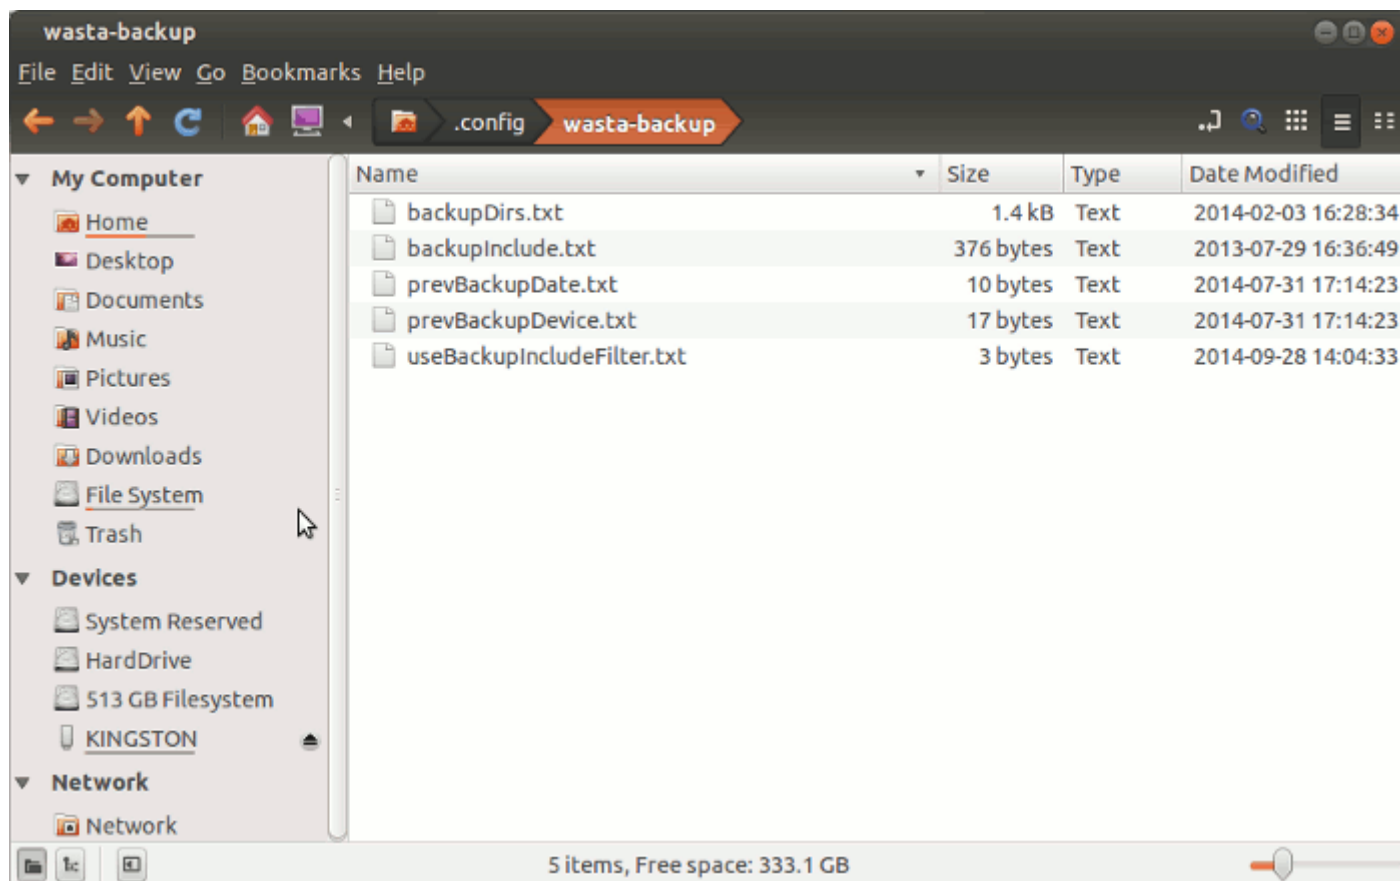 wasta-backup
File Edit View Go Bookmarks Help
.config wasta-backup
My Computer
Home
Desktop
Documents
Music
Pictures
Videos
Downloads
File System
Trash
Devices
System Reserved
HardDrive
513 GB Filesystem
KINGSTON
Network
Network
Name Size Type Date Modified
backupDirs.txt 1.4 kB Text 2014-02-03 16:28:34
backupInclude.txt 376 bytes Text 2013-07-29 16:36:49
prevBackupDate.txt 10 bytes Text 2014-07-31 17:14:23
prevBackupDevice.txt 17 bytes Text 2014-07-31 17:14:23
useBackupIncludeFilter.txt 3 bytes Text 2014-09-28 14:04:33
5 items, Free space: 333.1 GB